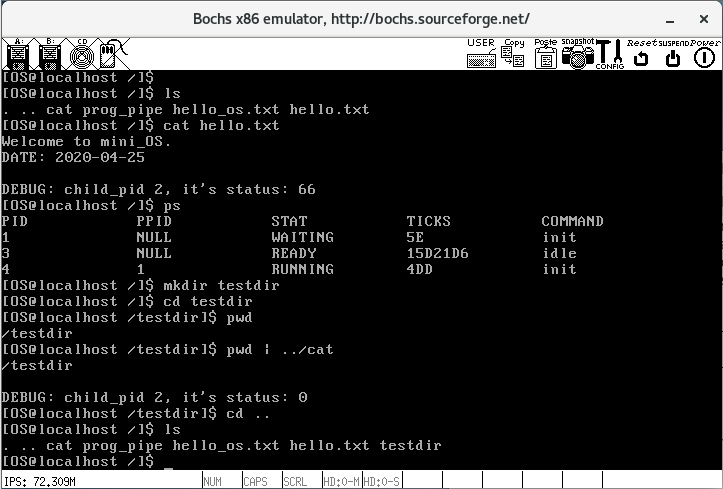 Bochs x86 emulator, http://bochs.sourceforge.net/
A: B: CD USER Copy Paste snapshot CONFIG Reset SUSPEND Power
[OS@localhost /]$
[OS@localhost /]$ ls
. .. cat prog_pipe hello_os.txt hello.txt
[OS@localhost /]$ cat hello.txt
Welcome to mini_OS.
DATE: 2020-04-25
DEBUG: child_pid 2, it's status: 66
[OS@localhost /]$ ps
PID PPID STAT TICKS COMMAND
1 NULL WAITING 5E init
3 NULL READY 15D21D6 idle
4 1 RUNNING 4DD init
[OS@localhost /]$ mkdir testdir
[OS@localhost /]$ cd testdir
[OS@localhost /testdir]$ pwd
/testdir
[OS@localhost /testdir]$ pwd | ../cat
/testdir
DEBUG: child_pid 2, it's status: 0
[OS@localhost /testdir]$ cd ..
[OS@localhost /]$ ls
. .. cat prog_pipe hello_os.txt hello.txt testdir
[OS@localhost /]$ _
IPS: 72.309M NUM CAPS SCRL HD:0-M HD:0-S